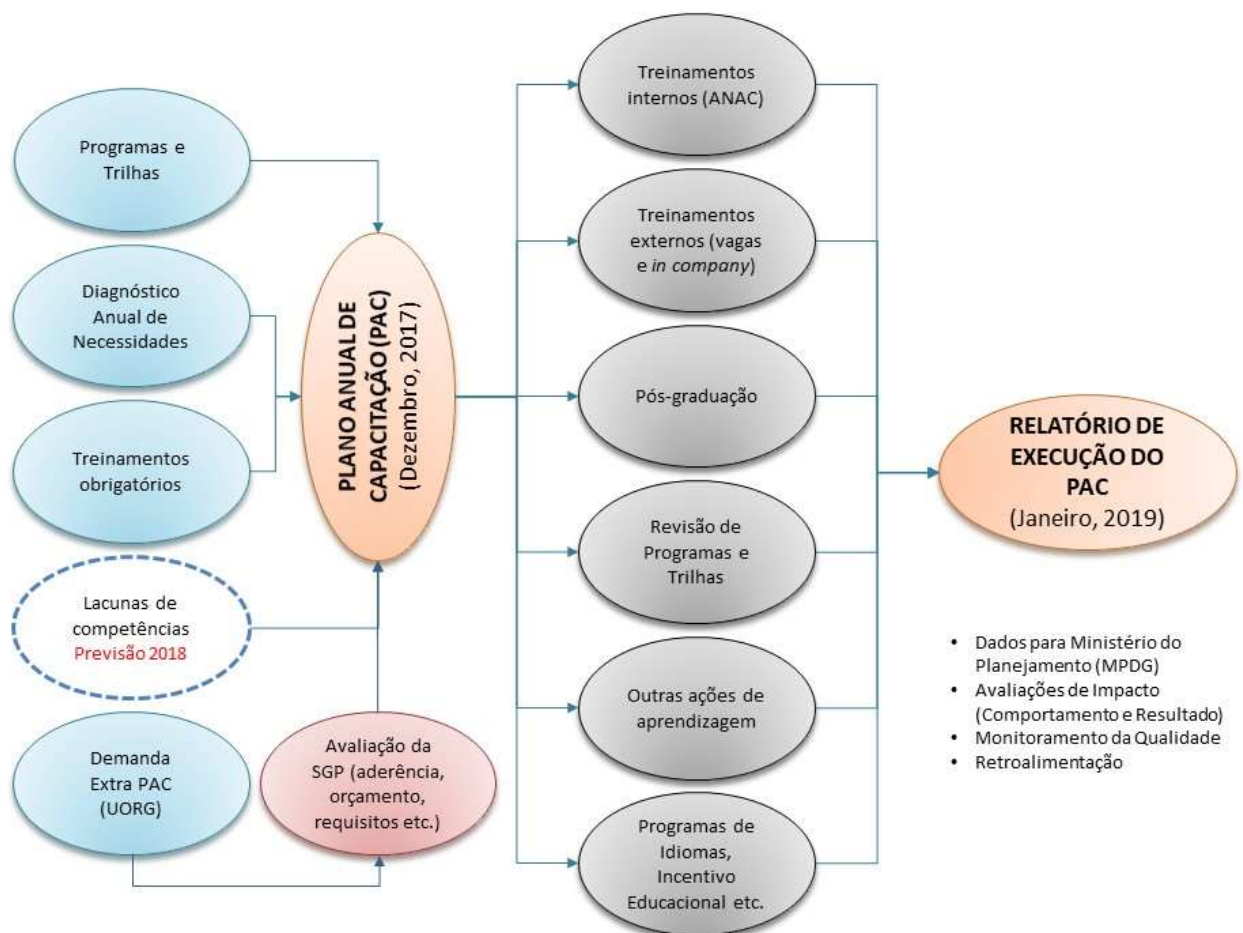 Programas e
Trilhas
Diagnóstico
Anual de
Necessidades
Treinamentos
obrigatórios
Lacunas de
competências
Previsão 2018
Demanda
Extra PAC
(UORG)
Avaliação da
SGP (aderência,
orçamento,
requisitos etc.)
PLANO ANUAL DE
CAPACITAÇÃO (PAC)
(Dezembro, 2017)
Treinamentos
internos (ANAC)
Treinamentos
externos (vagas
e in company)
Pós-graduação
Revisão de
Programas e
Trilhas
Outras ações de
aprendizagem
Programas de
Idiomas,
Incentivo
Educacional etc.
RELATÓRIO DE
EXECUÇÃO DO
PAC
(Janeiro, 2019)
• Dados para Ministério do
Planejamento (MPDG)
• Avaliações de Impacto
(Comportamento e Resultado)
• Monitoramento da Qualidade
• Retroalimentação